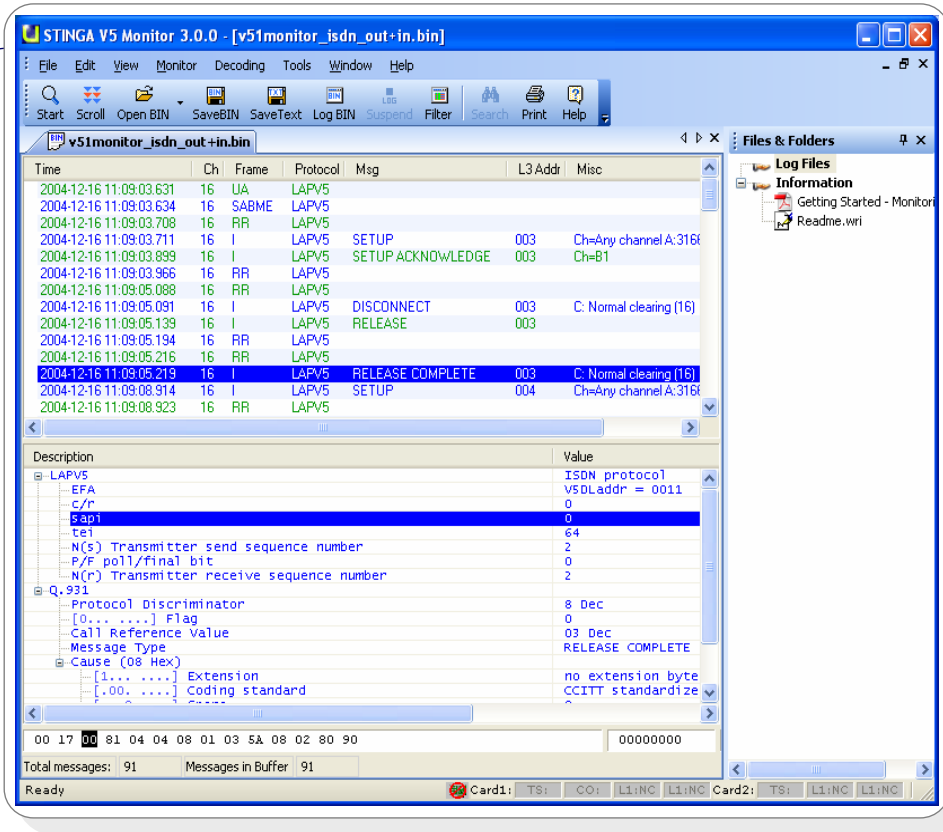 STINGA V5 Monitor 3.0.0 - [v51monitor_isdn_out+in.bin]
File Edit View Monitor Decoding Tools Window Help
Start Scroll Open BIN SaveBIN SaveText Log BIN Suspend Filter Search Print Help
v51monitor_isdn_out+in.bin
Files & Folders
Log Files
Information
Getting Started - Monitori
Readme.wri
Time Ch Frame Protocol Msg L3 Addr Misc
2004-12-16 11:09:03.631 16 UA LAPV5
2004-12-16 11:09:03.634 16 SABME LAPV5
2004-12-16 11:09:03.708 16 RR LAPV5
2004-12-16 11:09:03.711 16 I LAPV5 SETUP 003 Ch=Any channel A:3166
2004-12-16 11:09:03.899 16 I LAPV5 SETUP ACKNOWLEDGE 003 Ch=B1
2004-12-16 11:09:03.966 16 RR LAPV5
2004-12-16 11:09:05.088 16 RR LAPV5
2004-12-16 11:09:05.091 16 I LAPV5 DISCONNECT 003 C: Normal clearing (16)
2004-12-16 11:09:05.139 16 I LAPV5 RELEASE 003
2004-12-16 11:09:05.194 16 RR LAPV5
2004-12-16 11:09:05.216 16 RR LAPV5
2004-12-16 11:09:05.219 16 I LAPV5 RELEASE COMPLETE 003 C: Normal clearing (16)
2004-12-16 11:09:08.914 16 I LAPV5 SETUP 004 Ch=Any channel A:3166
2004-12-16 11:09:08.923 16 RR LAPV5
Description Value
LAPV5 ISDN protocol
EFA V5DLaddr = 0011
c/r 0
sapi 0
tei 64
N(s) Transmitter send sequence number 2
P/F poll/final bit 0
N(r) Transmitter receive sequence number 2
Q.931
Protocol Discriminator 8 Dec
[0... ....] Flag 0
Call Reference Value 03 Dec
Message Type RELEASE COMPLETE
Cause (08 Hex)
[1... ....] Extension no extension byte
[.00. ....] Coding standard CCITT standardize
00 17 00 81 04 04 08 01 03 5A 08 02 80 90 00000000
Total messages: 91 Messages in Buffer 91
Ready Card1: TS: CO: L1:NC L1:NC Card2: TS: L1:NC L1:NC